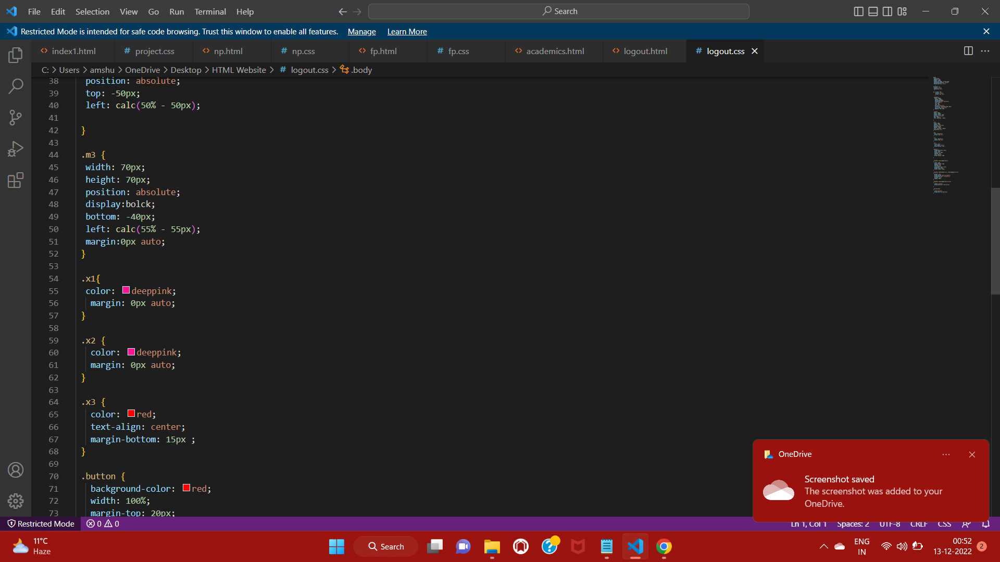 File Edit Selection View Go Run Terminal Help Search
Restricted Mode is intended for safe code browsing. Trust this window to enable all features. Manage Learn More
index1.html # project.css np.html # np.css fp.html # fp.css academics.html logout.html # logout.css
C: > Users > amshu > OneDrive > Desktop > HTML Website > # logout.css > .body
38 position: absolute;
39 top: -50px;
40 left: calc(50% - 50px);
41
42 }
43
44 .m3 {
45 width: 70px;
46 height: 70px;
47 position: absolute;
48 display:bolck;
49 bottom: -40px;
50 left: calc(55% - 55px);
51 margin:0px auto;
52 }
53
54 .x1{
55 color: deeppink;
56 margin: 0px auto;
57 }
58
59 .x2 {
60 color: deeppink;
61 margin: 0px auto;
62 }
63
64 .x3 {
65 color: red;
66 text-align: center;
67 margin-bottom: 15px ;
68 }
69
70 .button {
71 background-color: red;
72 width: 100%;
73 margin-top: 20px;
OneDrive
Screenshot saved
The screenshot was added to your
OneDrive.
Restricted Mode 0 0 Ln 1, Col 1 Spaces: 2 UTF-8 CRLF CSS
11°C
Haze
Search
ENG
IN
00:52
13-12-2022
2